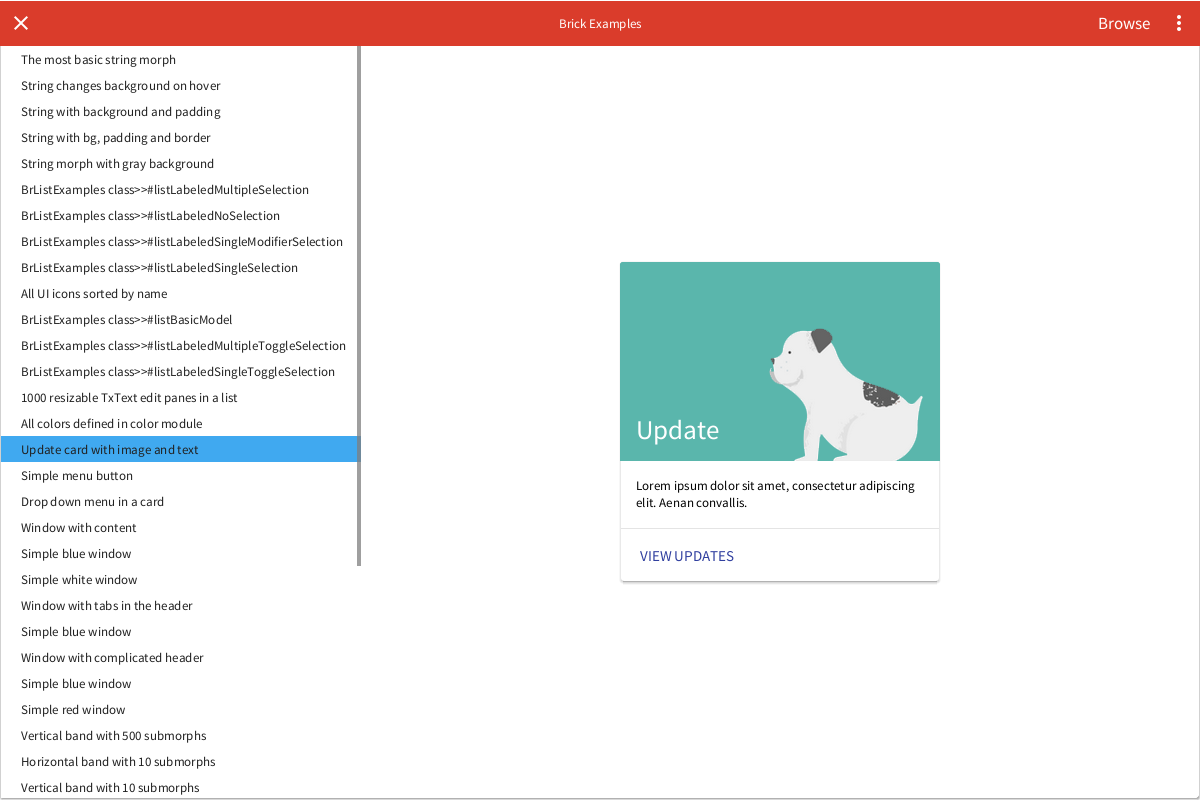 Brick Examples
Browse
The most basic string morph
String changes background on hover
String with background and padding
String with bg, padding and border
String morph with gray background
BrListExamples class>>#listLabeledMultipleSelection
BrListExamples class>>#listLabeledNoSelection
BrListExamples class>>#listLabeledSingleModifierSelection
BrListExamples class>>#listLabeledSingleSelection
All UI icons sorted by name
BrListExamples class>>#listBasicModel
BrListExamples class>>#listLabeledMultipleToggleSelection
BrListExamples class>>#listLabeledSingleToggleSelection
1000 resizable TxText edit panes in a list
All colors defined in color module
Update card with image and text
Simple menu button
Drop down menu in a card
Window with content
Simple blue window
Simple white window
Window with tabs in the header
Simple blue window
Window with complicated header
Simple blue window
Simple red window
Vertical band with 500 submorphs
Horizontal band with 10 submorphs
Vertical band with 10 submorphs
Update
Lorem ipsum dolor sit amet, consectetur adipiscing
elit. Aenan convallis.
VIEW UPDATES